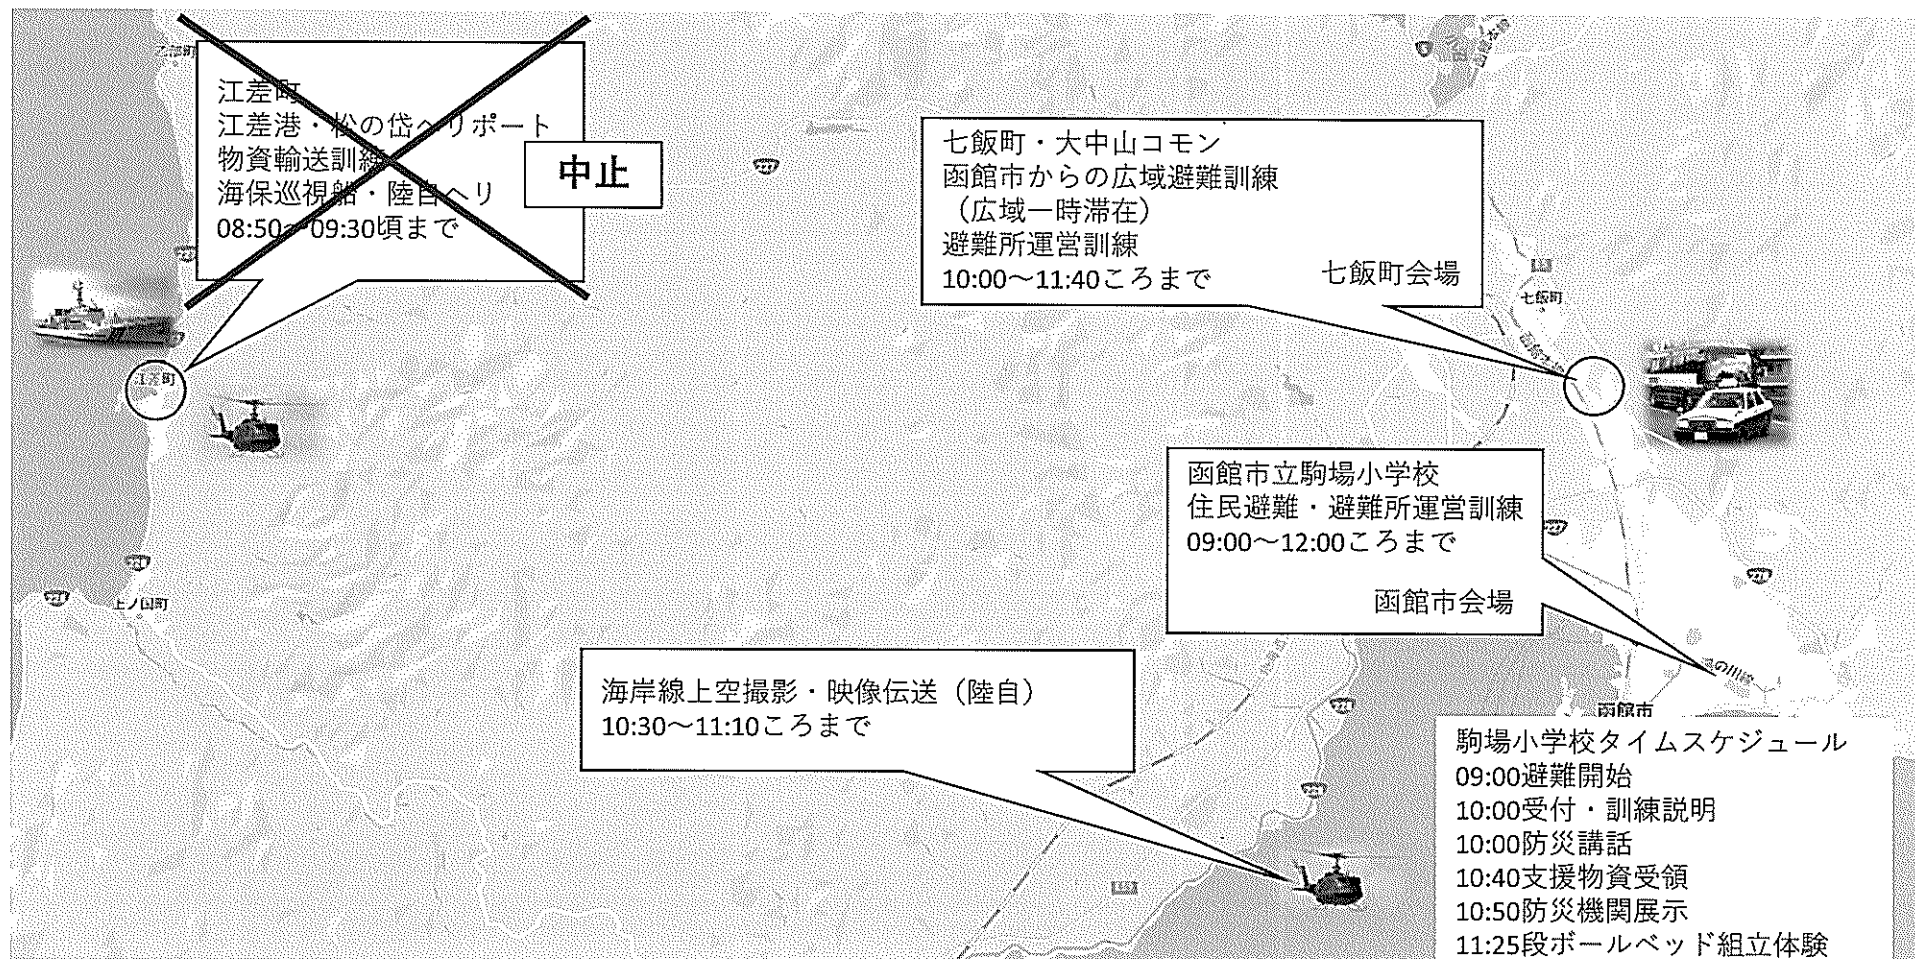 乙部町
江差町
江差港・松の岱ヘリポート
物資輸送訓練
海保巡視船・陸自ヘリ
08:50～09:30頃まで
中止
七飯町・大中山コモン
函館市からの広域避難訓練
（広域一時滞在）
避難所運営訓練
10:00～11:40ころまで
七飯町会場
七飯町
江差町
函館市立駒場小学校
住民避難・避難所運営訓練
09:00～12:00ころまで
函館市会場
上ノ国町
海岸線上空撮影・映像伝送（陸自）
10:30～11:10ころまで
函館市
駒場小学校タイムスケジュール
09:00避難開始
10:00受付・訓練説明
10:00防災講話
10:40支援物資受領
10:50防災機関展示
11:25段ボールベッド組立体験